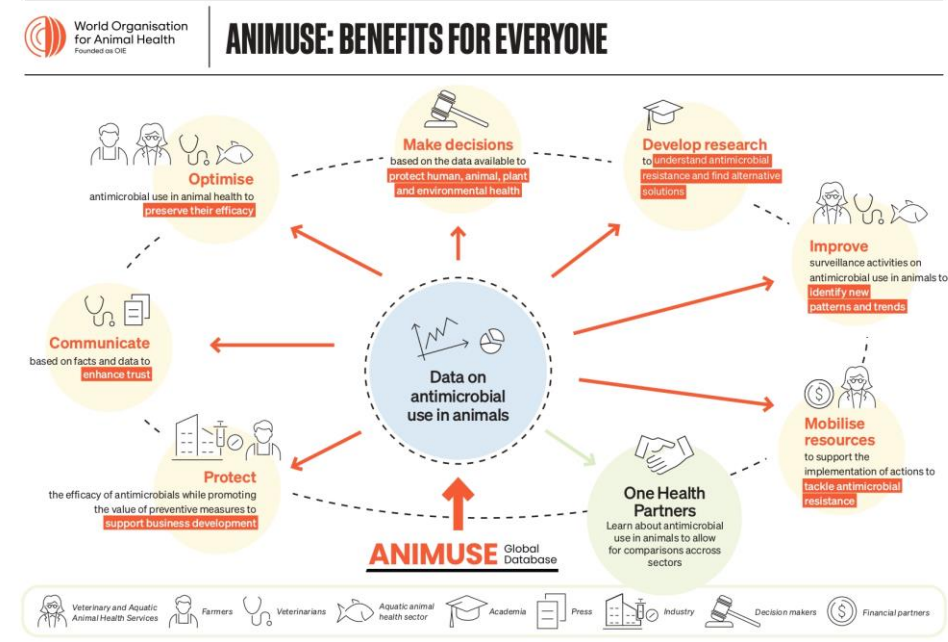 World Organisation
for Animal Health
Founded as OIE
ANIMUSE: BENEFITS FOR EVERYONE
Optimise
antimicrobial use in animal health to
preserve their efficacy
Make decisions
based on the data available to
protect human, animal, plant
and environmental health
Develop research
to understand antimicrobial
resistance and find alternative
solutions
Improve
surveillance activities on
antimicrobial use in animals to
identify new
patterns and trends
Communicate
based on facts and data to
enhance trust
Data on
antimicrobial
use in animals
Mobilise
resources
to support the
implementation of actions to
tackle antimicrobial
resistance
Protect
the efficacy of antimicrobials while promoting
the value of preventive measures to
support business development
One Health
Partners
Learn about antimicrobial
use in animals to allow
for comparisons accross
sectors
ANIMUSE Global
Database
Veterinary and Aquatic
Animal Health Services
Farmers
Veterinarians
Aquatic animal
health sector
Academia
Press
Industry
Decision makers
Financial partners